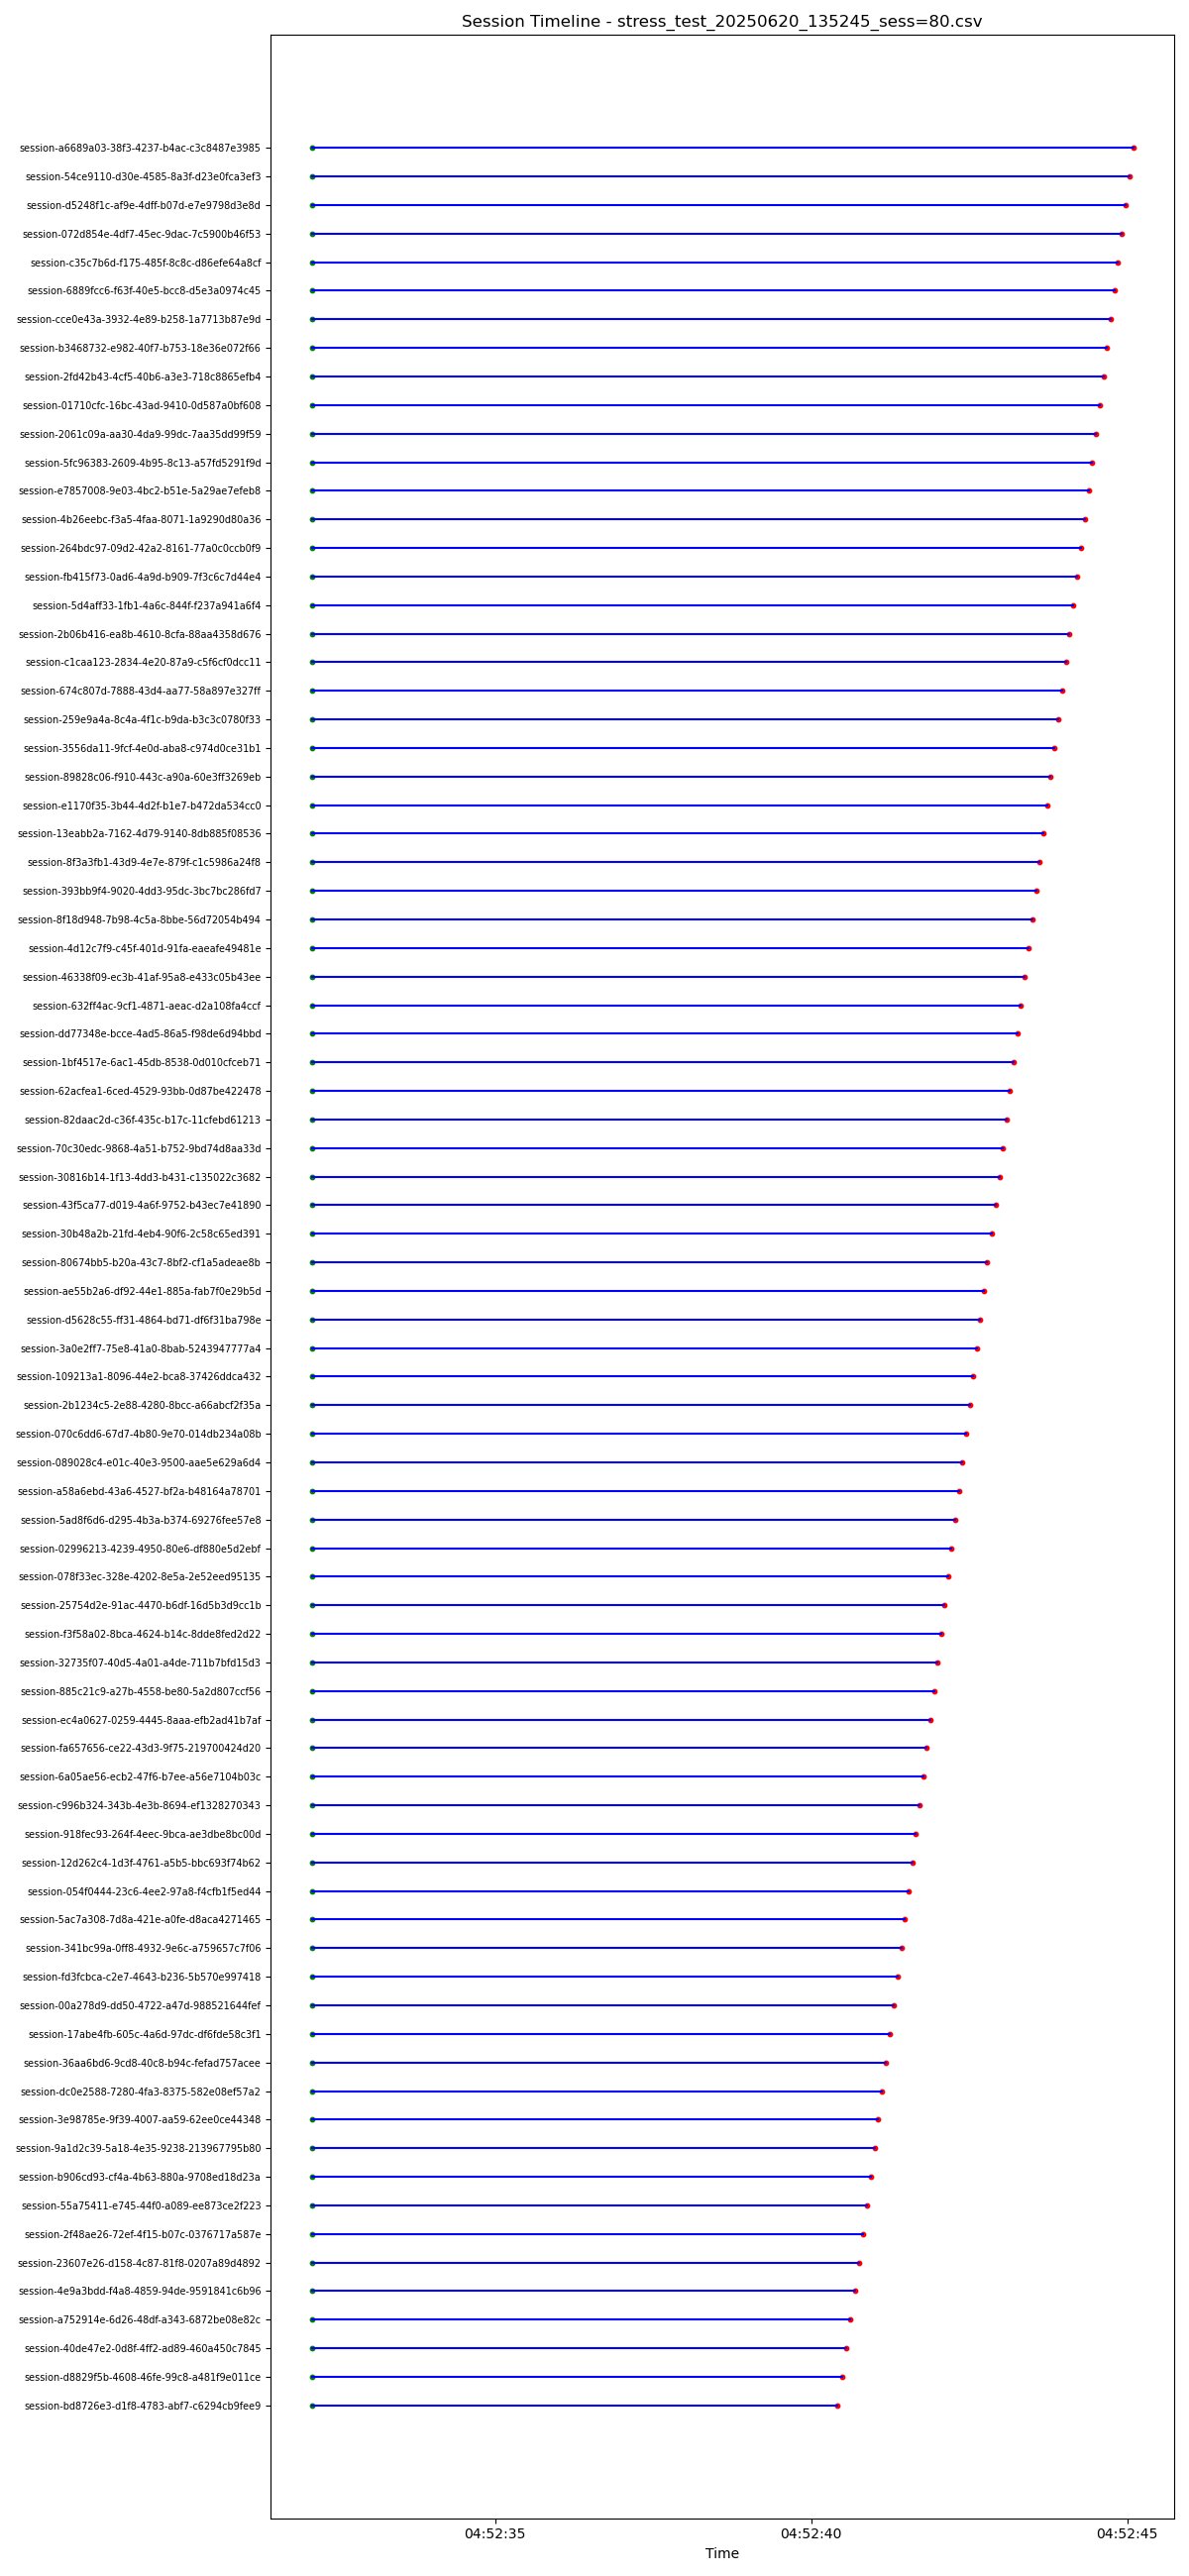 Session Timeline - stress_test_20250620_135245_sess=80.csv
session-a6689a03-38f3-4237-b4ac-c3c8487e3985
session-54ce9110-d30e-4585-8a3f-d23e0fca3ef3
session-d5248f1c-af9e-4dff-b07d-e7e9798d3e8d
session-072d854e-4df7-45ec-9dac-7c5900b46f53
session-c35c7b6d-f175-485f-8c8c-d86efe64a8cf
session-6889fcc6-f63f-40e5-bcc8-d5e3a0974c45
session-cce0e43a-3932-4e89-b258-1a7713b87e9d
session-b3468732-e982-40f7-b753-18e36e072f66
session-2fd42b43-4cf5-40b6-a3e3-718c8865efb4
session-01710cfc-16bc-43ad-9410-0d587a0bf608
session-2061c09a-aa30-4da9-99dc-7aa35dd99f59
session-5fc96383-2609-4b95-8c13-a57fd5291f9d
session-e7857008-9e03-4bc2-b51e-5a29ae7efeb8
session-4b26eebc-f3a5-4faa-8071-1a9290d80a36
session-264bdc97-09d2-42a2-8161-77a0c0ccb0f9
session-fb415f73-0ad6-4a9d-b909-7f3c6c7d44e4
session-5d4aff33-1fb1-4a6c-844f-f237a941a6f4
session-2b06b416-ea8b-4610-8cfa-88aa4358d676
session-c1caa123-2834-4e20-87a9-c5f6cf0dcc11
session-674c807d-7888-43d4-aa77-58a897e327ff
session-259e9a4a-8c4a-4f1c-b9da-b3c3c0780f33
session-3556da11-9fcf-4e0d-aba8-c974d0ce31b1
session-89828c06-f910-443c-a90a-60e3ff3269eb
session-e1170f35-3b44-4d2f-b1e7-b472da534cc0
session-13eabb2a-7162-4d79-9140-8db885f08536
session-8f3a3fb1-43d9-4e7e-879f-c1c5986a24f8
session-393bb9f4-9020-4dd3-95dc-3bc7bc286fd7
session-8f18d948-7b98-4c5a-8bbe-56d72054b494
session-4d12c7f9-c45f-401d-91fa-eaeafe49481e
session-46338f09-ec3b-41af-95a8-e433c05b43ee
session-632ff4ac-9cf1-4871-aeac-d2a108fa4ccf
session-dd77348e-bcce-4ad5-86a5-f98de6d94bbd
session-1bf4517e-6ac1-45db-8538-0d010cfceb71
session-62acfea1-6ced-4529-93bb-0d87be422478
session-82daac2d-c36f-435c-b17c-11cfebd61213
session-70c30edc-9868-4a51-b752-9bd74d8aa33d
session-30816b14-1f13-4dd3-b431-c135022c3682
session-43f5ca77-d019-4a6f-9752-b43ec7e41890
session-30b48a2b-21fd-4eb4-90f6-2c58c65ed391
session-80674bb5-b20a-43c7-8bf2-cf1a5adeae8b
session-ae55b2a6-df92-44e1-885a-fab7f0e29b5d
session-d5628c55-ff31-4864-bd71-df6f31ba798e
session-3a0e2ff7-75e8-41a0-8bab-5243947777a4
session-109213a1-8096-44e2-bca8-37426ddca432
session-2b1234c5-2e88-4280-8bcc-a66abcf2f35a
session-070c6dd6-67d7-4b80-9e70-014db234a08b
session-089028c4-e01c-40e3-9500-aae5e629a6d4
session-a58a6ebd-43a6-4527-bf2a-b48164a78701
session-5ad8f6d6-d295-4b3a-b374-69276fee57e8
session-02996213-4239-4950-80e6-df880e5d2ebf
session-078f33ec-328e-4202-8e5a-2e52eed95135
session-25754d2e-91ac-4470-b6df-16d5b3d9cc1b
session-f3f58a02-8bca-4624-b14c-8dde8fed2d22
session-32735f07-40d5-4a01-a4de-711b7bfd15d3
session-885c21c9-a27b-4558-be80-5a2d807ccf56
session-ec4a0627-0259-4445-8aaa-efb2ad41b7af
session-fa657656-ce22-43d3-9f75-219700424d20
session-6a05ae56-ecb2-47f6-b7ee-a56e7104b03c
session-c996b324-343b-4e3b-8694-ef1328270343
session-918fec93-264f-4eec-9bca-ae3dbe8bc00d
session-12d262c4-1d3f-4761-a5b5-bbc693f74b62
session-054f0444-23c6-4ee2-97a8-f4cfb1f5ed44
session-5ac7a308-7d8a-421e-a0fe-d8aca4271465
session-341bc99a-0ff8-4932-9e6c-a759657c7f06
session-fd3fcbca-c2e7-4643-b236-5b570e997418
session-00a278d9-dd50-4722-a47d-988521644fef
session-17abe4fb-605c-4a6d-97dc-df6fde58c3f1
session-36aa6bd6-9cd8-40c8-b94c-fefad757acee
session-dc0e2588-7280-4fa3-8375-582e08ef57a2
session-3e98785e-9f39-4007-aa59-62ee0ce44348
session-9a1d2c39-5a18-4e35-9238-213967795b80
session-b906cd93-cf4a-4b63-880a-9708ed18d23a
session-55a75411-e745-44f0-a089-ee873ce2f223
session-2f48ae26-72ef-4f15-b07c-0376717a587e
session-23607e26-d158-4c87-81f8-0207a89d4892
session-4e9a3bdd-f4a8-4859-94de-9591841c6b96
session-a752914e-6d26-48df-a343-6872be08e82c
session-40de47e2-0d8f-4ff2-ad89-460a450c7845
session-d8829f5b-4608-46fe-99c8-a481f9e011ce
session-bd8726e3-d1f8-4783-abf7-c6294cb9fee9
04:52:35 04:52:40 04:52:45
Time